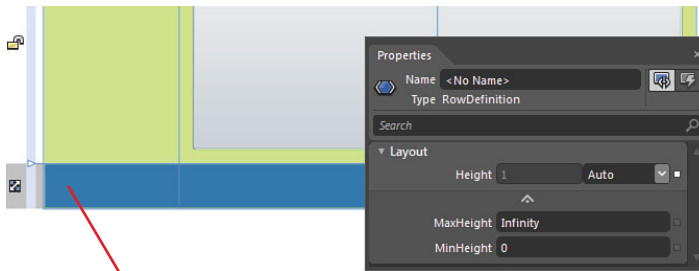 Properties
Name <No Name>
Type RowDefinition
Search
Layout
Height 1 Auto
MaxHeight Infinity
MinHeight 0